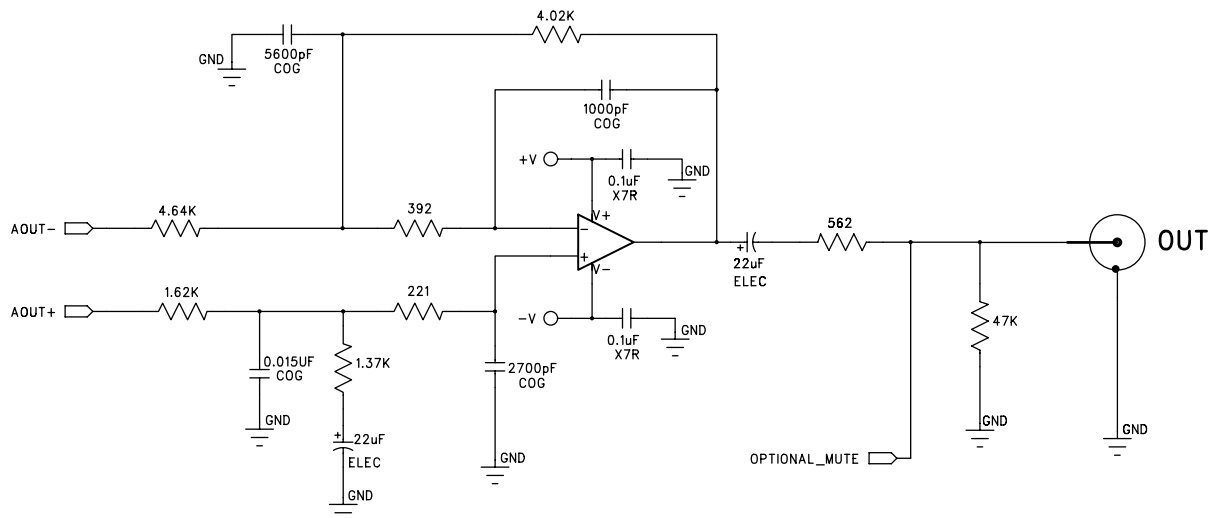 4.02K
GND
5600pF
COG
1000pF
COG
+V
GND
0.1uF
X7R
4.64K
392
AOUT-
V+
-
+
V-
562
+
22uF
ELEC
OUT
1.62K
221
AOUT+
-V
GND
0.1uF
X7R
47K
0.015UF
COG
1.37K
2700pF
COG
GND
GND
GND
+
22uF
ELEC
GND
OPTIONAL_MUTE
GND